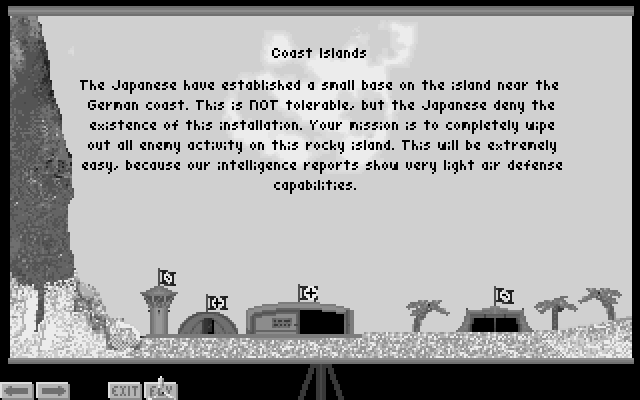 Coast Islands
The Japanese have established a small base on the island near the
German coast. This is NOT tolerable, but the Japanese deny the
existence of this installation. Your mission is to completely wipe
out all enemy activity on this rocky island. This will be extremely
easy, because our intelligence reports show very light air defense
capabilities.
EXIT